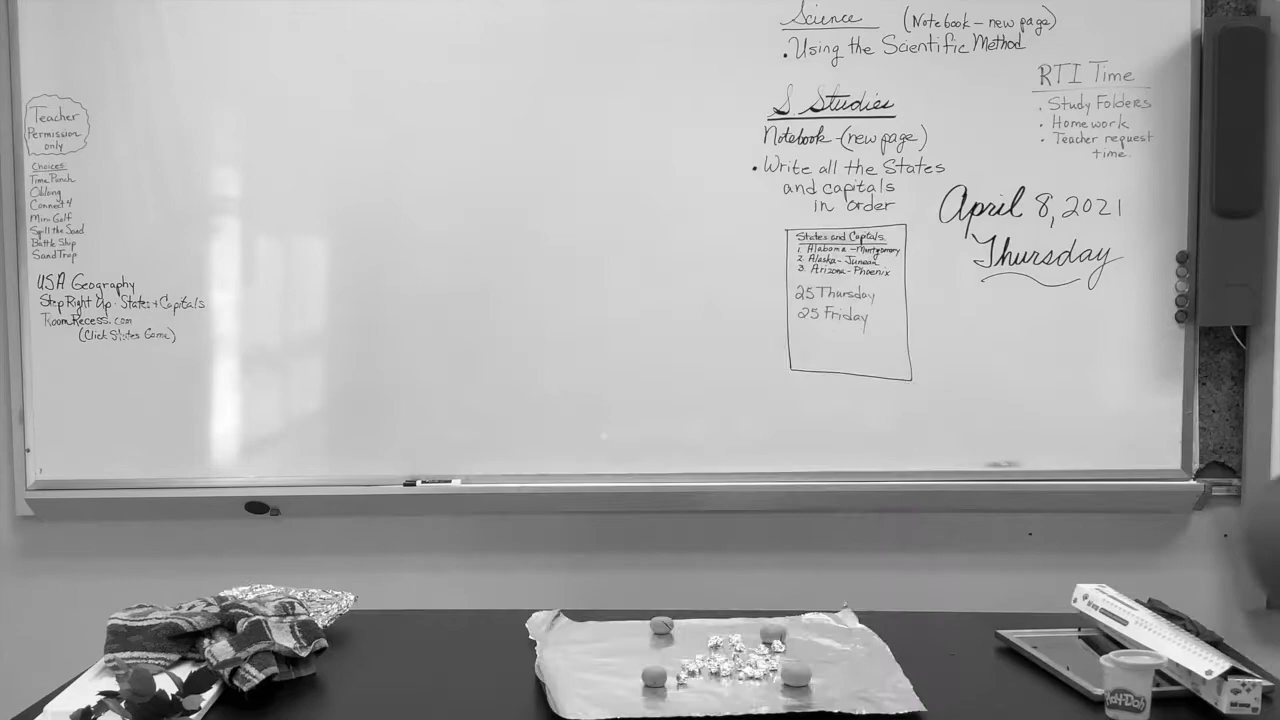 Teacher
Permission
only
Choices:
Time Punch
Oblong
Connect 4
Mini Golf
Spill the Sand
Battle Ship
Sand Trap
USA Geography
Step Right Up - States + Capitals
RoomRecess.com
(Click States Game)
Science (Notebook - new page)
• Using the Scientific Method
S. Studies
Notebook - (new page)
• Write all the States
and capitals
in order
States and Capitals
1. Alabama - Montgomery
2. Alaska - Juneau
3. Arizona - Phoenix
25 Thursday
25 Friday
RTI Time
• Study Folders
• Homework
• Teacher request
time.
April 8, 2021
Thursday
Play-Doh